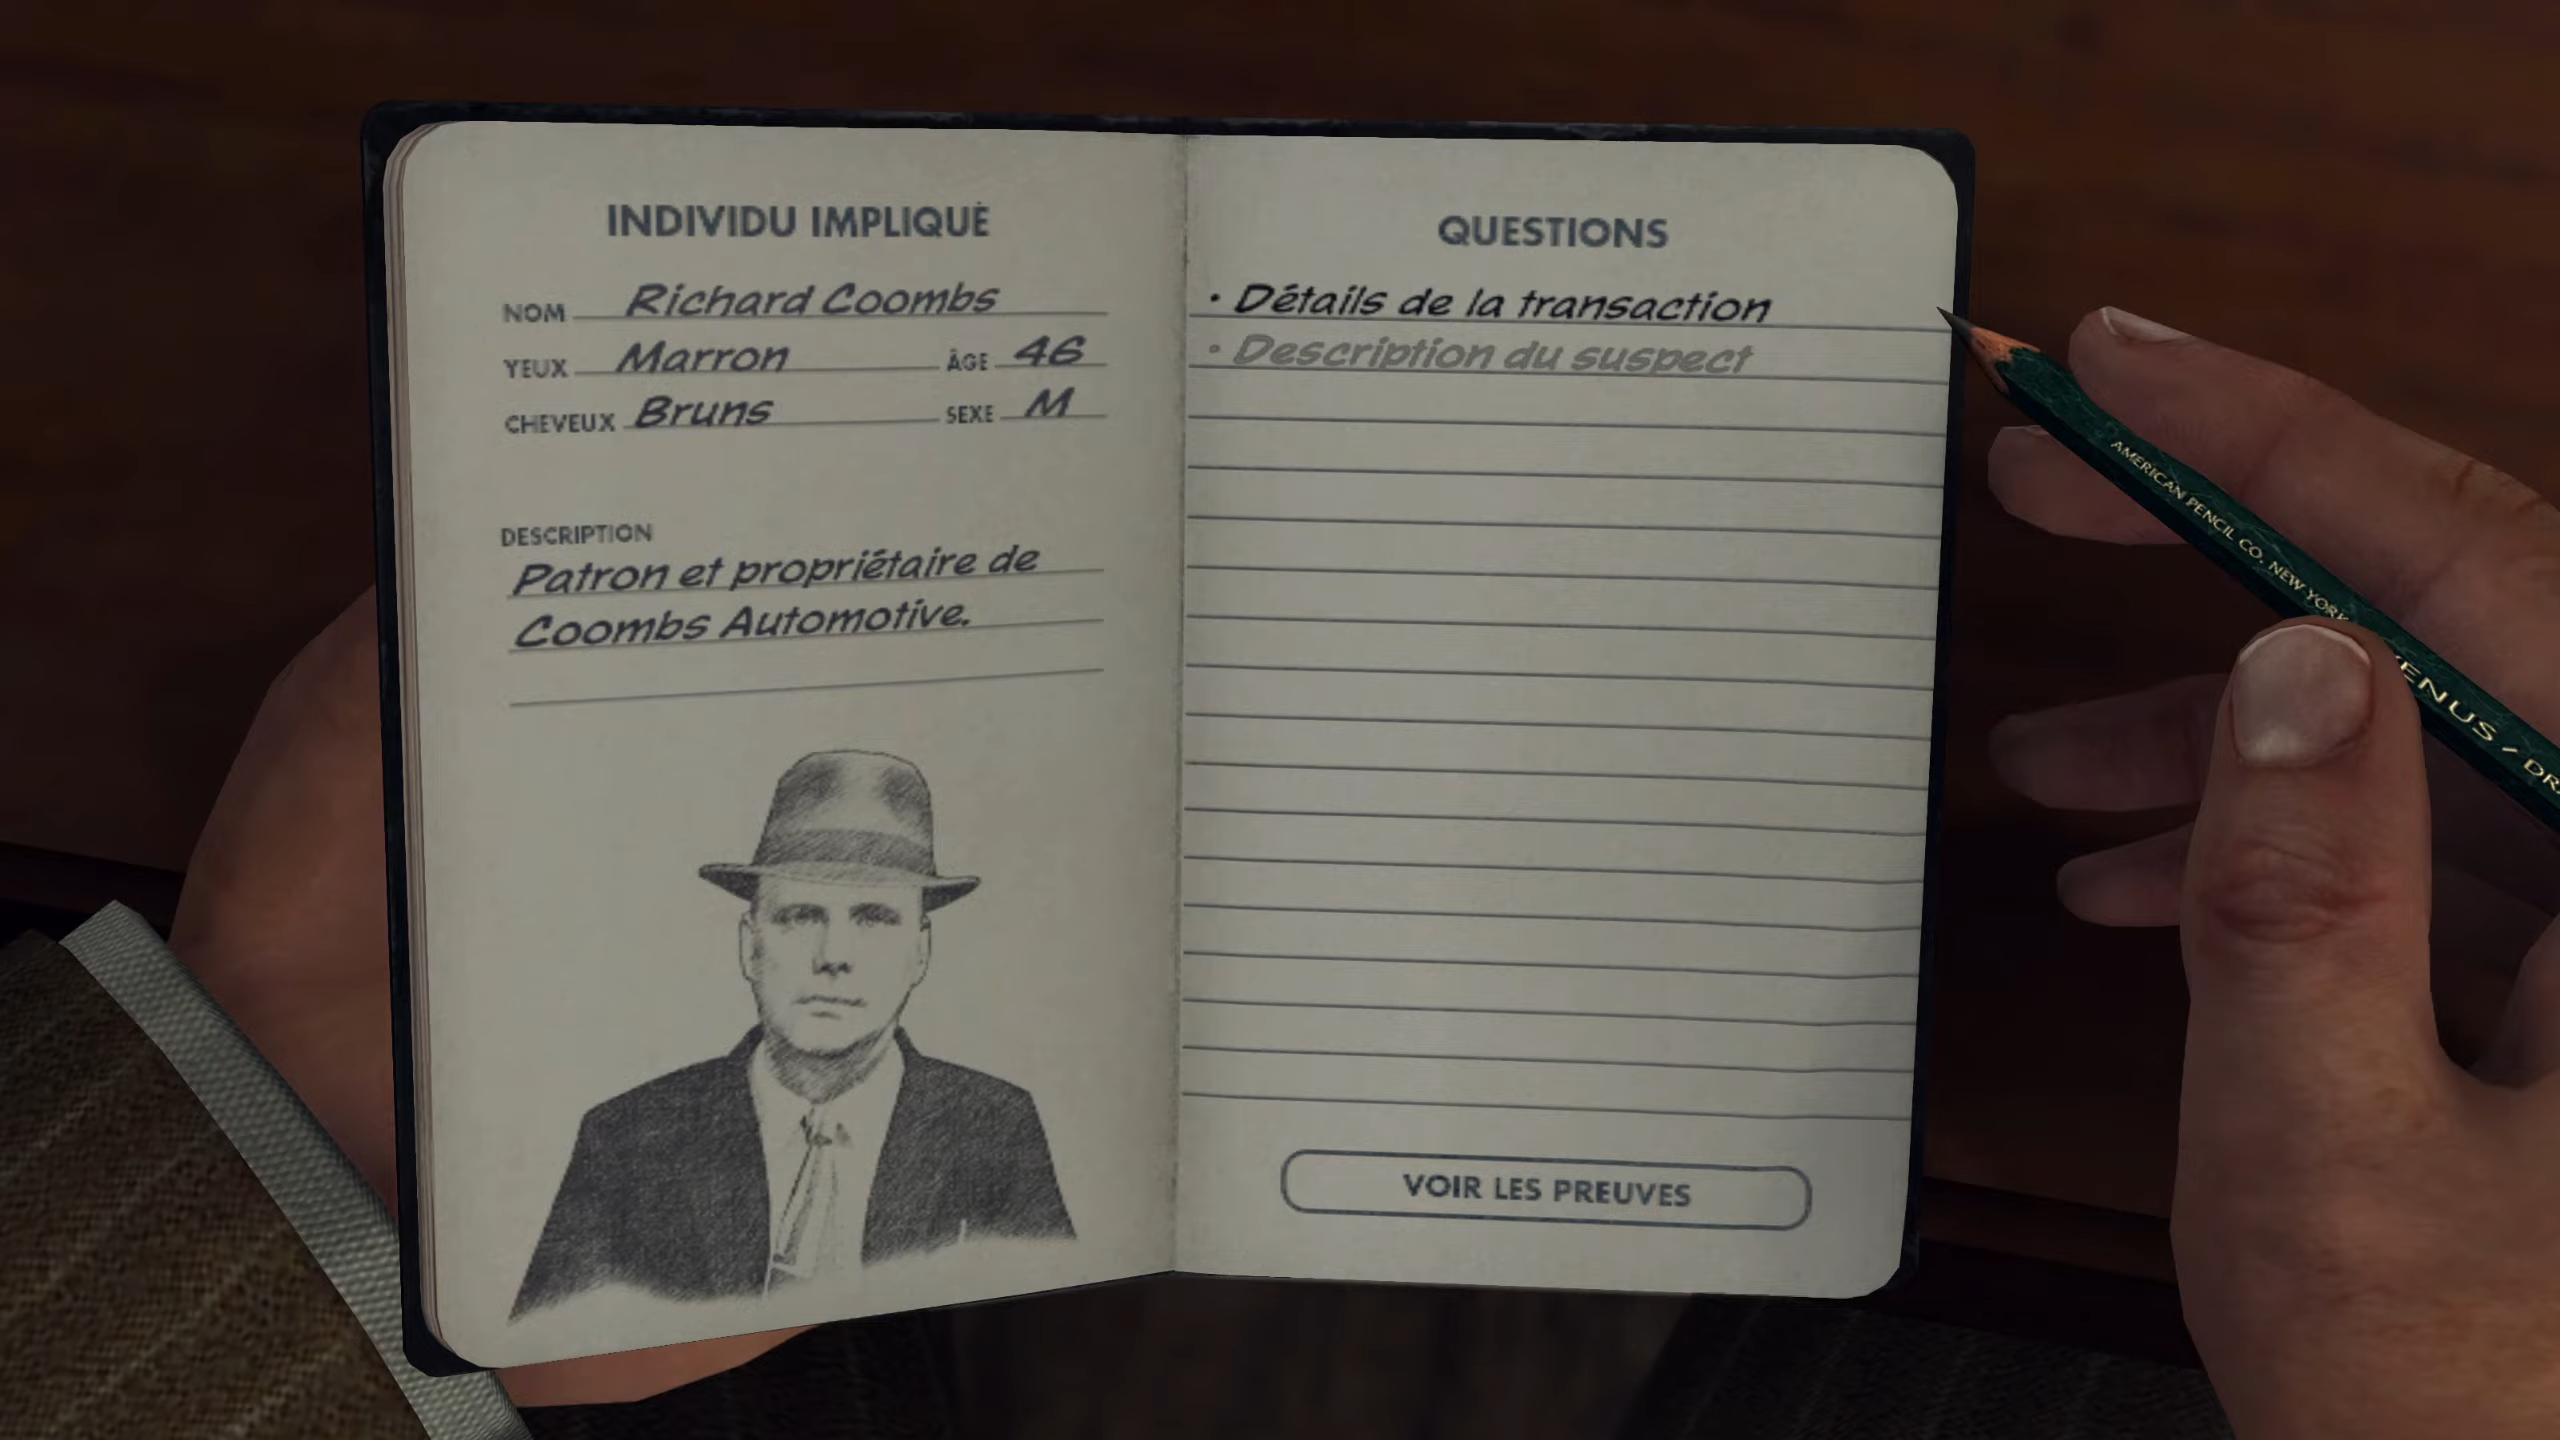 INDIVIDU IMPLIQUÉ
NOM Richard Coombs
YEUX Marron ÂGE 46
CHEVEUX Bruns SEXE M
DESCRIPTION
Patron et propriétaire de
Coombs Automotive.
QUESTIONS
• Détails de la transaction
• Description du suspect
VOIR LES PREUVES
AMERICAN PENCIL CO. NEW YORK